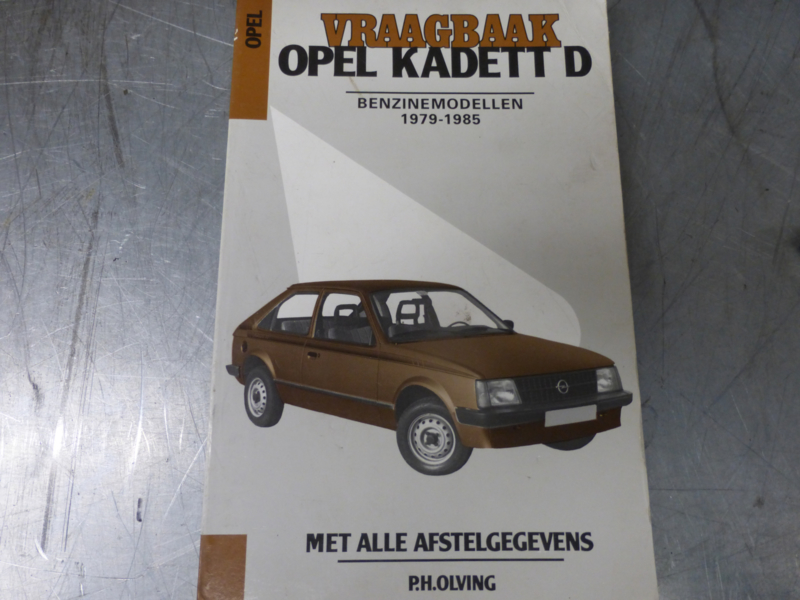 OPEL
VRAAGBAAK
OPEL KADETT D
BENZINEMODELLEN
1979-1985
MET ALLE AFSTELGEGEVENS
P.H.OLVING